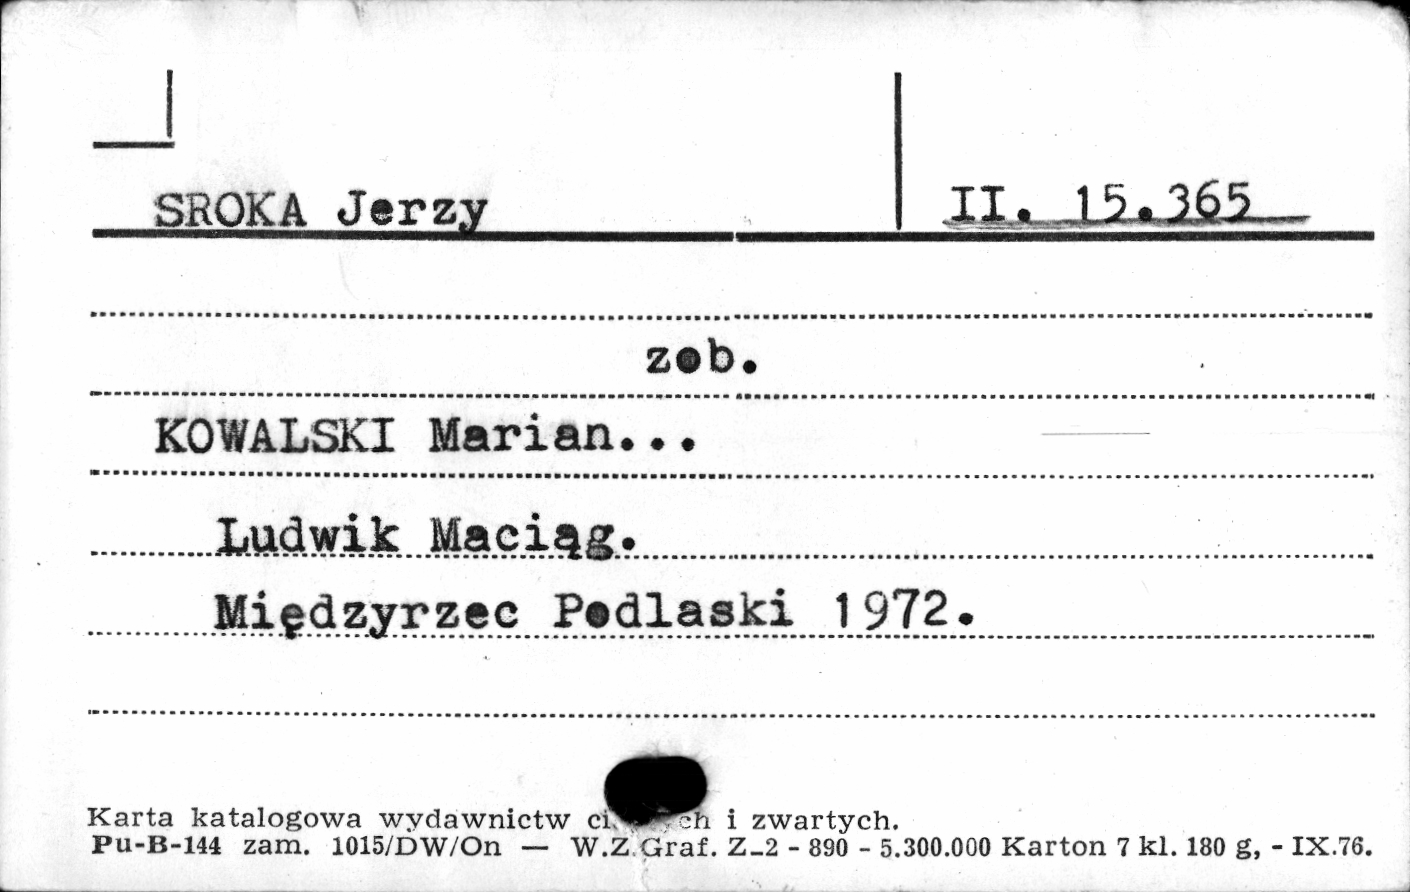 SROKA Jerzy II. 15.365
zob.
KOWALSKI Marian...
Ludwik Maciąg.
Międzyrzec Podlaski 1972.
Karta katalogowa wydawnictw i zwartych.
Pu-B-144 zam. 1015/DW/On — W.Z.Graf. Z-2 - 890 - 5.300.000 Karton 7 kl. 180 g, - IX.76.